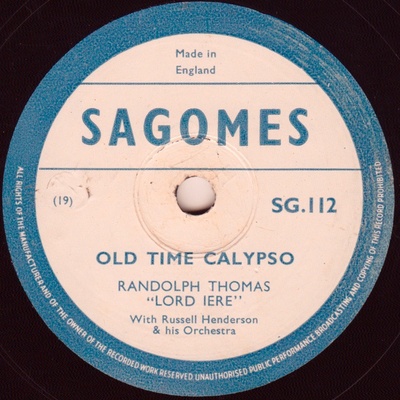 Made in
England
SAGOMES
(19)
SG.112
OLD TIME CALYPSO
RANDOLPH THOMAS
“LORD IERE”
With Russell Henderson
& his Orchestra
ALL RIGHTS OF THE MANUFACTURER AND OF THE OWNER OF THE RECORDED WORK RESERVED. UNAUTHORISED PUBLIC PERFORMANCE BROADCASTING AND COPYING OF THIS RECORD PROHIBITED